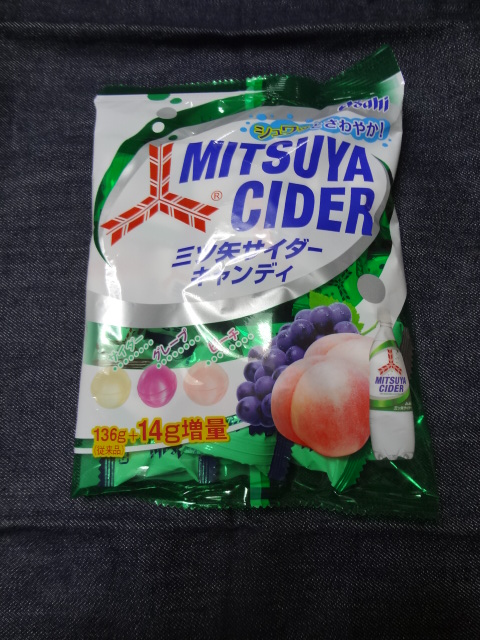 Asahi
シュワッとさわやか!
MITSUYA
CIDER
®
三ツ矢サイダー
キャンディ
サイダー
グレープ
ピーチ
136g+14g増量
(従来品)
MITSUYA
CIDER